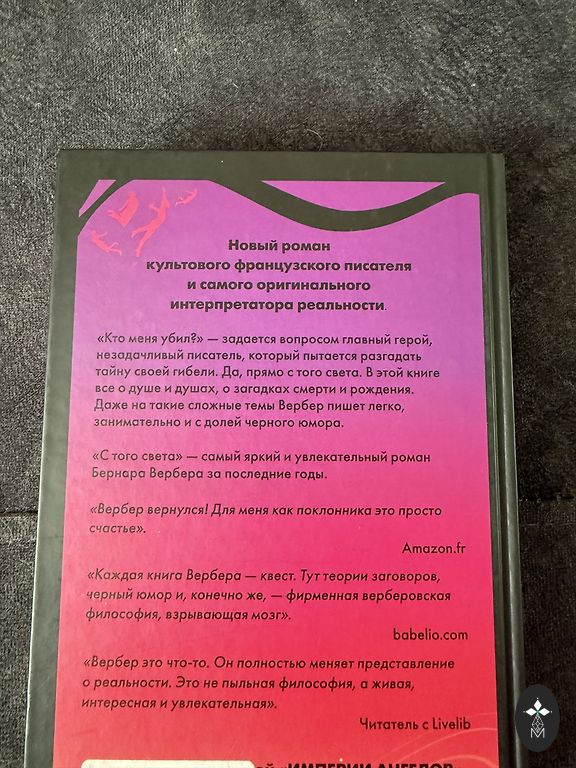 Новый роман
культового французского писателя
и самого оригинального
интерпретатора реальности.
«Кто меня убил?» — задается вопросом главный герой,
незадачливый писатель, который пытается разгадать
тайну своей гибели. Да, прямо с того света. В этой книге
все о душе и душах, о загадках смерти и рождения.
Даже на такие сложные темы Вербер пишет легко,
занимательно и с долей черного юмора.
«С того света» — самый яркий и увлекательный роман
Бернара Вербера за последние годы.
«Вербер вернулся! Для меня как поклонника это просто
счастье».
Amazon.fr
«Каждая книга Вербера — квест. Тут теории заговоров,
черный юмор и, конечно же, — фирменная верберовская
философия, взрывающая мозг».
babelio.com
«Вербер это что-то. Он полностью меняет представление
о реальности. Это не пыльная философия, а живая,
интересная и увлекательная».
Читатель с Livelib
«ИМПЕРИИ АНГЕЛОВ
M